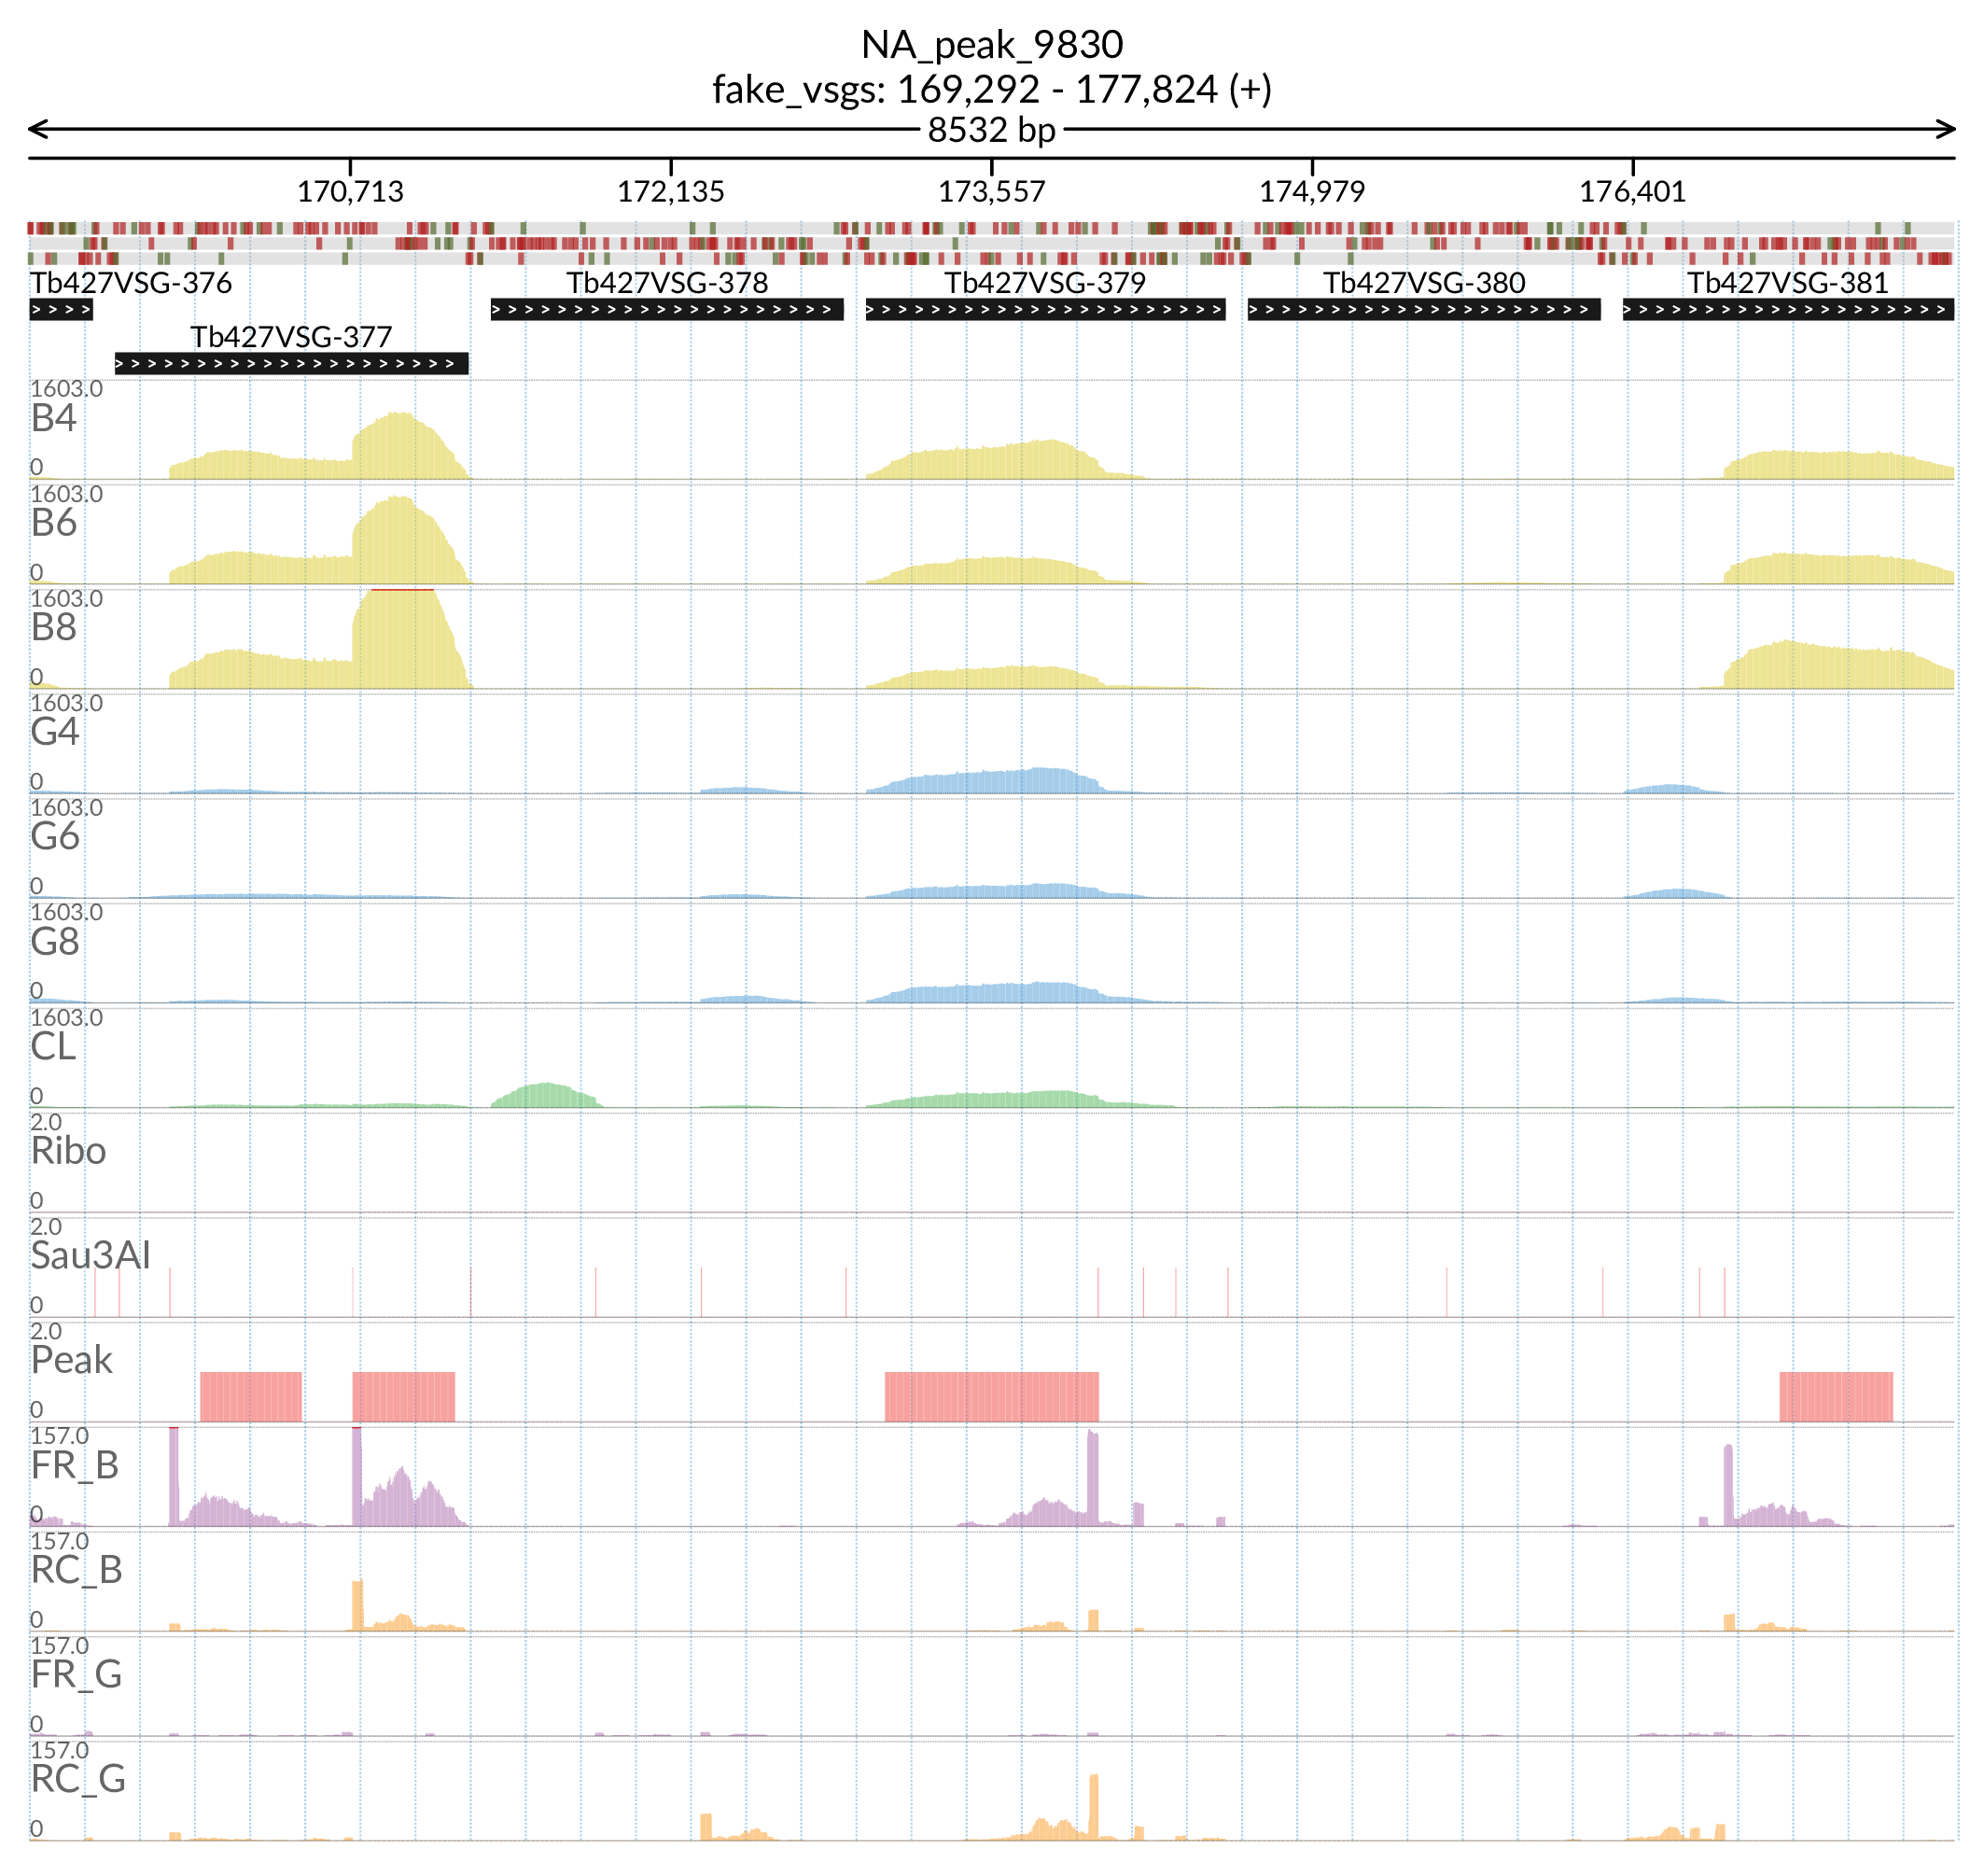 NA_peak_9830
fake_vsgs: 169,292 - 177,824 (+)
8532 bp
170,713 172,135 173,557 174,979 176,401
Tb427VSG-376 Tb427VSG-378 Tb427VSG-379 Tb427VSG-380 Tb427VSG-381
Tb427VSG-377
1603.0
B4
0
1603.0
B6
0
1603.0
B8
0
1603.0
G4
0
1603.0
G6
0
1603.0
G8
0
1603.0
CL
0
2.0
Ribo
0
2.0
Sau3AI
0
2.0
Peak
0
157.0
FR_B
0
157.0
RC_B
0
157.0
FR_G
0
157.0
RC_G
0